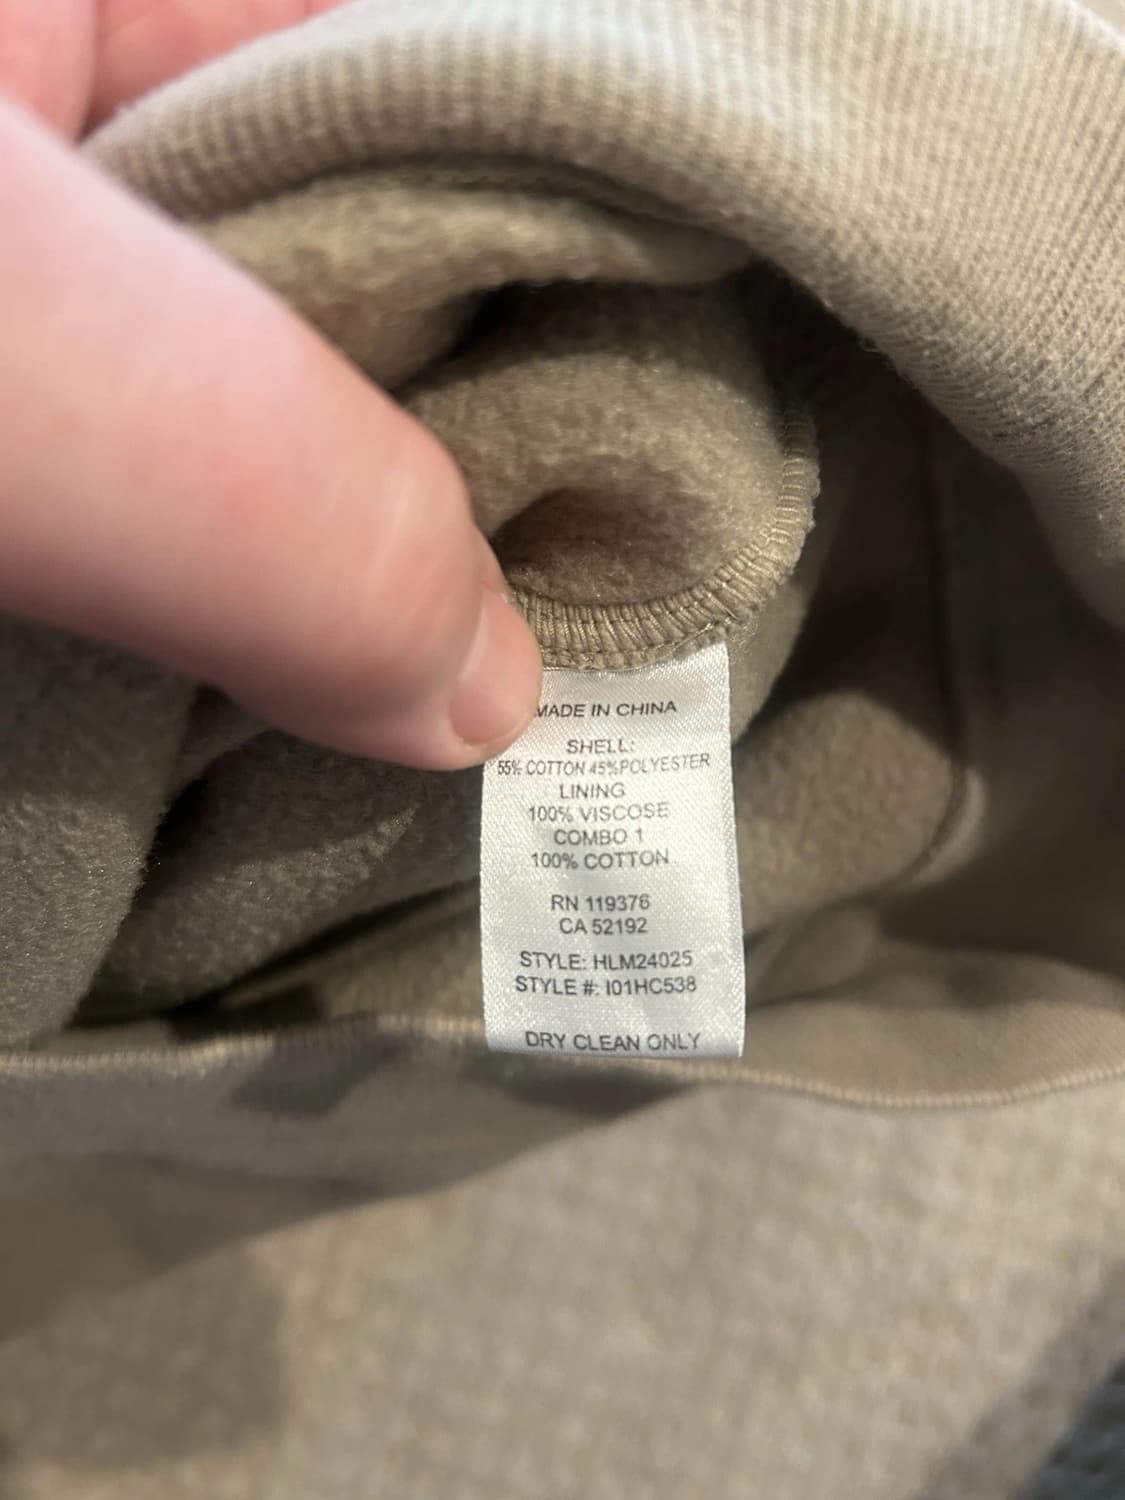 MADE IN CHINA
SHELL:
55% COTTON 45%POLYESTER
LINING
100% VISCOSE
COMBO 1
100% COTTON
RN 119376
CA 52192
STYLE: HLM24025
STYLE #: I01HC538
DRY CLEAN ONLY